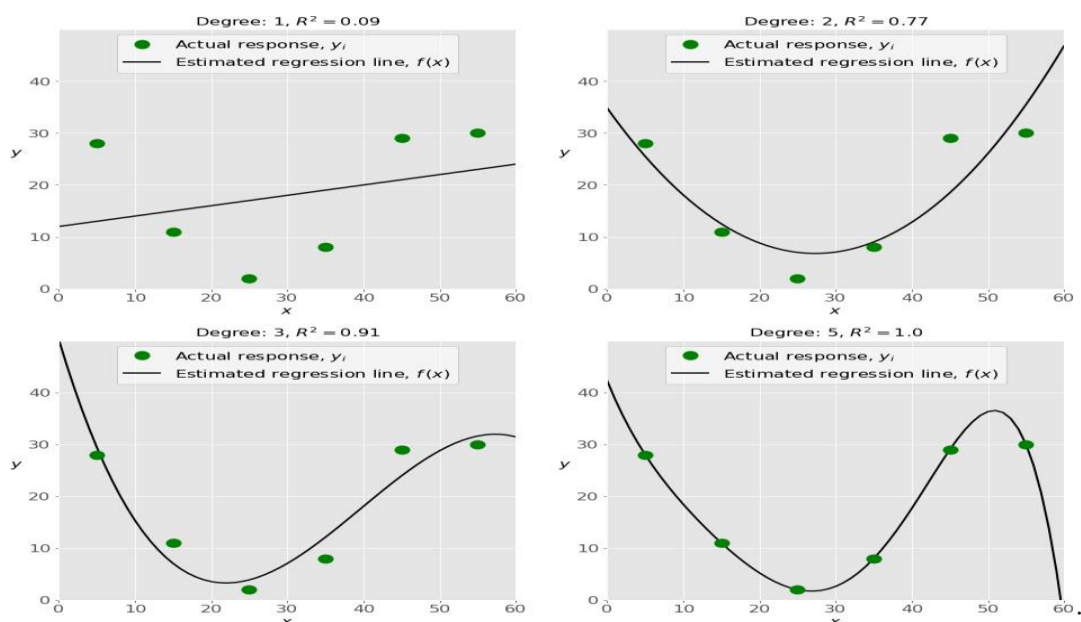 Degree: 1, R² = 0.09
Actual response, yᵢ
Estimated regression line, f(x)
40
30
y
20
10
0
0 10 20 30 40 50 60
x
Degree: 2, R² = 0.77
Actual response, yᵢ
Estimated regression line, f(x)
40
30
y
20
10
0
0 10 20 30 40 50 60
x
Degree: 3, R² = 0.91
Actual response, yᵢ
Estimated regression line, f(x)
40
30
y
20
10
0
0 10 20 30 40 50 60
x
Degree: 5, R² = 1.0
Actual response, yᵢ
Estimated regression line, f(x)
40
30
y
20
10
0
0 10 20 30 40 50 60
x
.